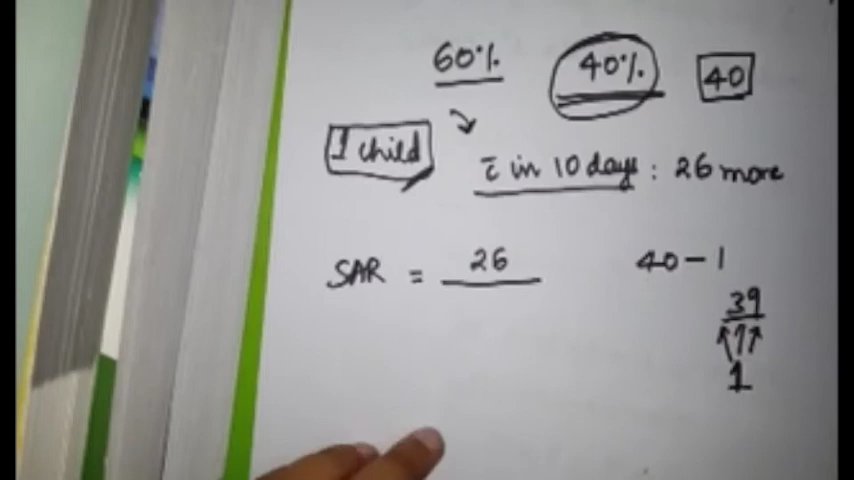 60% 40% 40
1 child
c̄ in 10 days : 26 more
SAR = 26 40 - 1
39
1